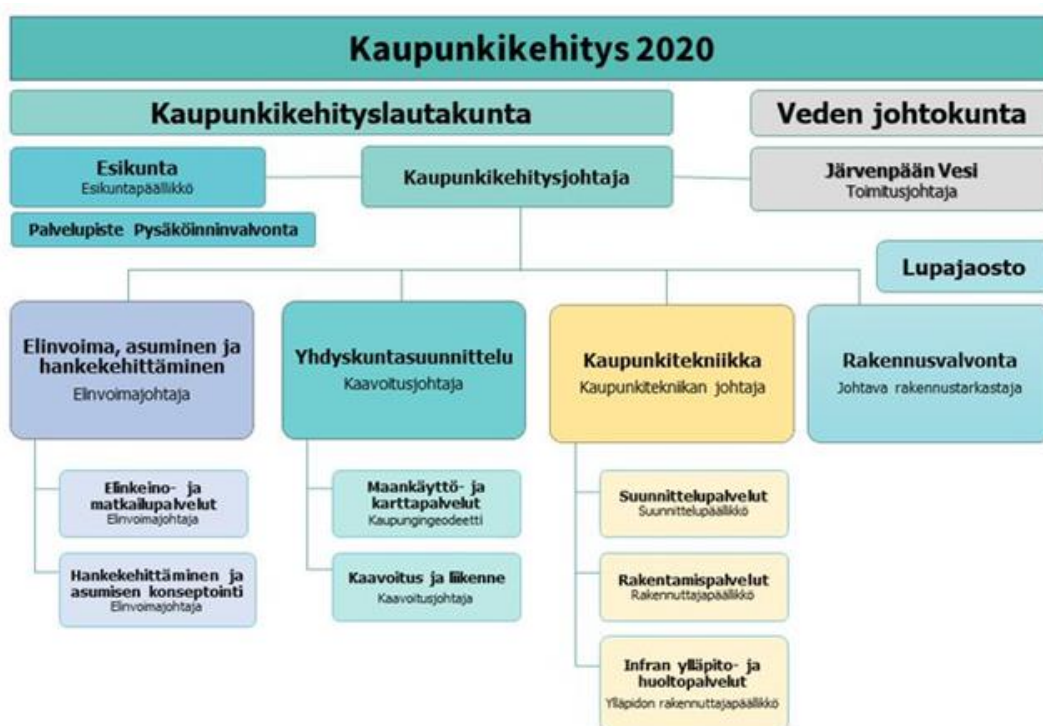 Kaupunkikehitys 2020
Kaupunkikehityslautakunta
Veden johtokunta
Esikunta
Esikuntapäällikkö
Kaupunkikehitysjohtaja
Järvenpään Vesi
Toimitusjohtaja
Palvelupiste Pysäköinninvalvonta
Lupajaosto
Elinvoima, asuminen ja
hankekehittäminen
Elinvoimajohtaja
Yhdyskuntasuunnittelu
Kaavoitusjohtaja
Kaupunkitekniikka
Kaupunkitekniikan johtaja
Rakennusvalvonta
Johtava rakennustarkastaja
Elinkeino- ja
matkailupalvelut
Elinvoimajohtaja
Hankekehittäminen ja
asumisen konseptointi
Elinvoimajohtaja
Maankäyttö- ja
karttapalvelut
Kaupungingeodeetti
Kaavoitus ja liikenne
Kaavoitusjohtaja
Suunnittelupalvelut
Suunnittelupäällikkö
Rakentamispalvelut
Rakennuttajapäällikkö
Infran ylläpito- ja
huoltopalvelut
Ylläpidon rakennuttajapäällikkö